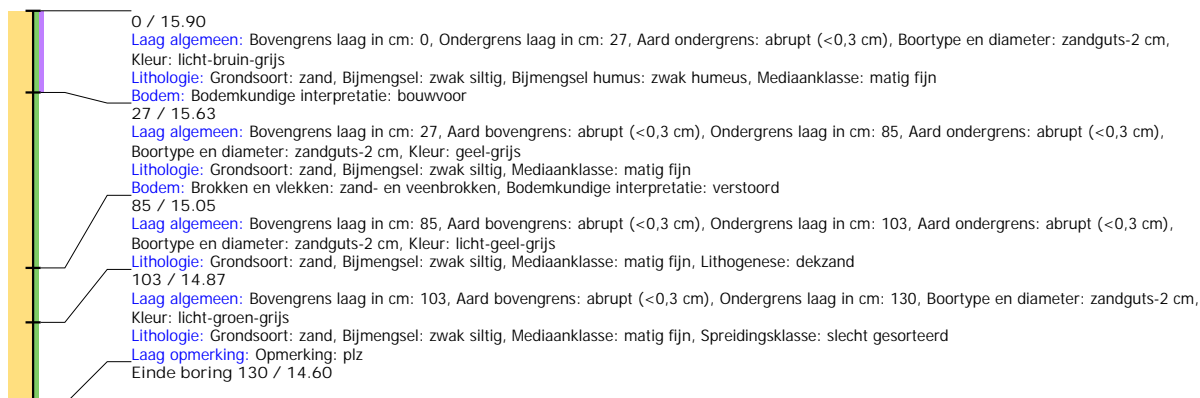 0 / 15.90
Laag algemeen: Bovengrens laag in cm: 0, Ondergrens laag in cm: 27, Aard ondergrens: abrupt (<0,3 cm), Boortype en diameter: zandguts-2 cm,
Kleur: licht-bruin-grijs
Lithologie: Grondsoort: zand, Bijmengsel: zwak siltig, Bijmengsel humus: zwak humeus, Mediaanklasse: matig fijn
Bodem: Bodemkundige interpretatie: bouwvoor
27 / 15.63
Laag algemeen: Bovengrens laag in cm: 27, Aard bovengrens: abrupt (<0,3 cm), Ondergrens laag in cm: 85, Aard ondergrens: abrupt (<0,3 cm),
Boortype en diameter: zandguts-2 cm, Kleur: geel-grijs
Lithologie: Grondsoort: zand, Bijmengsel: zwak siltig, Mediaanklasse: matig fijn
Bodem: Brokken en vlekken: zand- en veenbrokken, Bodemkundige interpretatie: verstoord
85 / 15.05
Laag algemeen: Bovengrens laag in cm: 85, Aard bovengrens: abrupt (<0,3 cm), Ondergrens laag in cm: 103, Aard ondergrens: abrupt (<0,3 cm),
Boortype en diameter: zandguts-2 cm, Kleur: licht-geel-grijs
Lithologie: Grondsoort: zand, Bijmengsel: zwak siltig, Mediaanklasse: matig fijn, Lithogenese: dekzand
103 / 14.87
Laag algemeen: Bovengrens laag in cm: 103, Aard bovengrens: abrupt (<0,3 cm), Ondergrens laag in cm: 130, Boortype en diameter: zandguts-2 cm,
Kleur: licht-groen-grijs
Lithologie: Grondsoort: zand, Bijmengsel: zwak siltig, Mediaanklasse: matig fijn, Spreidingsklasse: slecht gesorteerd
Laag opmerking: Opmerking: plz
Einde boring 130 / 14.60